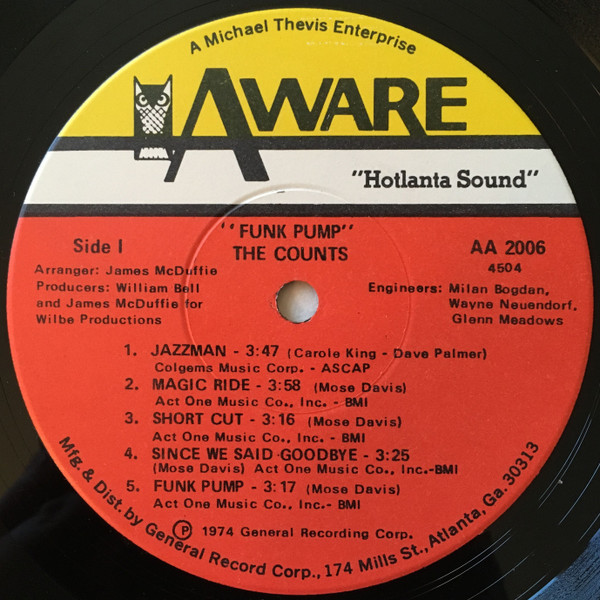 A Michael Thevis Enterprise
AWARE
"Hotlanta Sound"
"FUNK PUMP"
THE COUNTS
Side I
Arranger: James McDuffie
Producers: William Bell
and James McDuffie for
Wilbe Productions
AA 2006
4504
Engineers: Milan Bogdan,
Wayne Neuendorf,
Glenn Meadows
1. JAZZMAN - 3:47 (Carole King - Dave Palmer)
Colgems Music Corp. - ASCAP
2. MAGIC RIDE - 3:58 (Mose Davis)
Act One Music Co., Inc. - BMI
3. SHORT CUT - 3:16 (Mose Davis)
Act One Music Co., Inc. - BMI
4. SINCE WE SAID GOODBYE - 3:25
(Mose Davis) Act One Music Co., Inc.-BMI
5. FUNK PUMP - 3:17 (Mose Davis)
Act One Music Co., Inc. - BMI
℗ 1974 General Recording Corp.
Mfg. & Dist. by General Record Corp., 174 Mills St., Atlanta, Ga. 30313